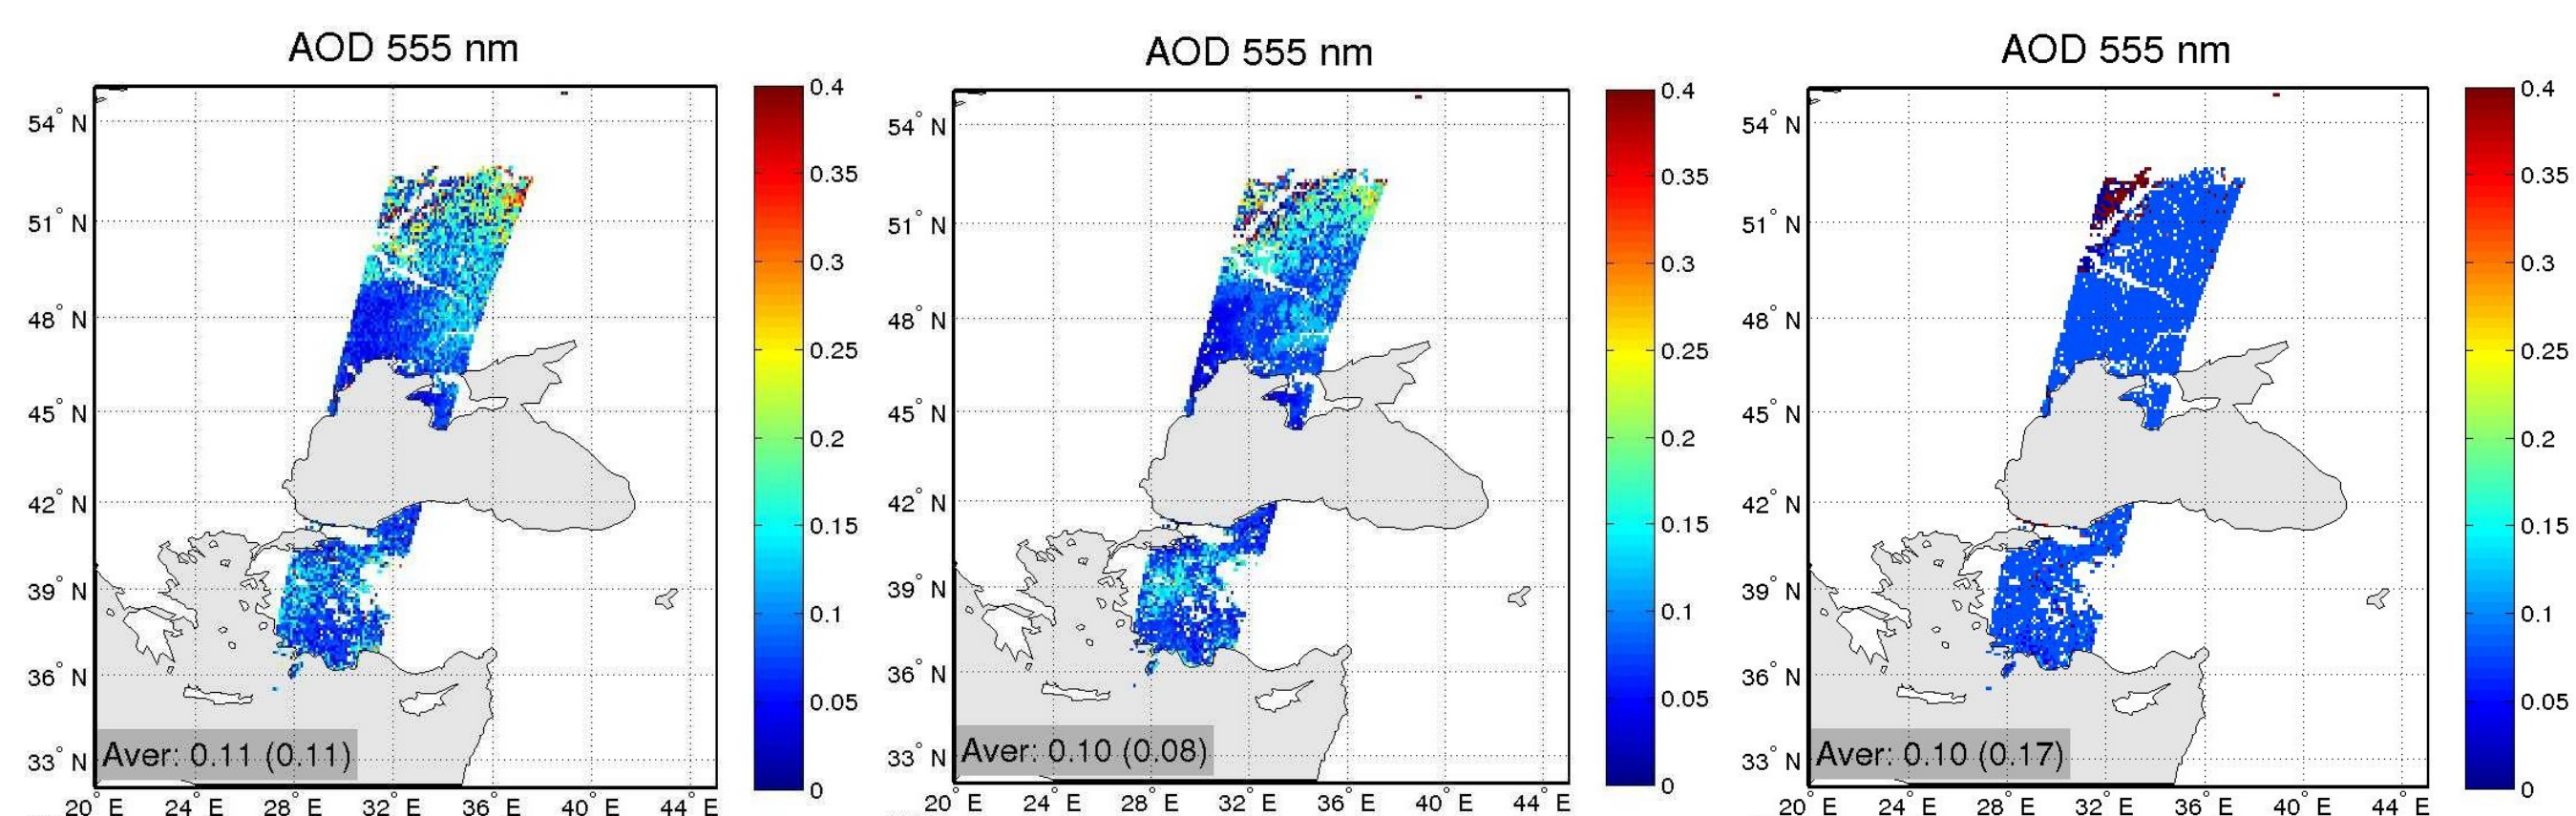 AOD 555 nm
54° N
51° N
48° N
45° N
42° N
39° N
36° N
33° N
20° E 24° E 28° E 32° E 36° E 40° E 44° E
0.4
0.35
0.3
0.25
0.2
0.15
0.1
0.05
0
Aver: 0.11 (0.11)
AOD 555 nm
54° N
51° N
48° N
45° N
42° N
39° N
36° N
33° N
20° E 24° E 28° E 32° E 36° E 40° E 44° E
0.4
0.35
0.3
0.25
0.2
0.15
0.1
0.05
0
Aver: 0.10 (0.08)
AOD 555 nm
54° N
51° N
48° N
45° N
42° N
39° N
36° N
33° N
20° E 24° E 28° E 32° E 36° E 40° E 44° E
0.4
0.35
0.3
0.25
0.2
0.15
0.1
0.05
0
Aver: 0.10 (0.17)